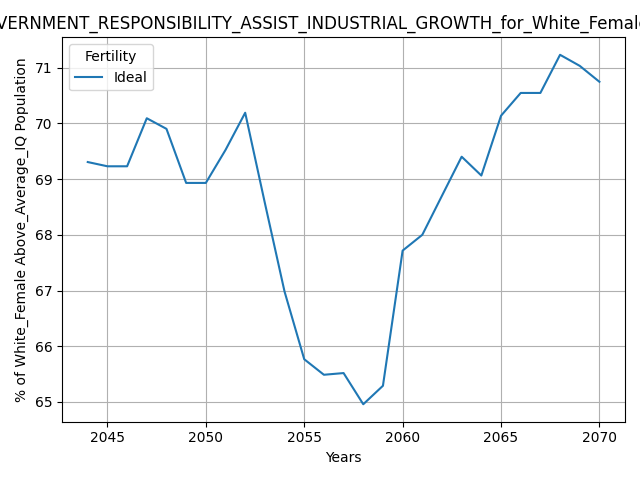 VERNMENT_RESPONSIBILITY_ASSIST_INDUSTRIAL_GROWTH_for_White_Female
Fertility
Ideal
% of White_Female Above_Average_IQ Population
71
70
69
68
67
66
65
2045 2050 2055 2060 2065 2070
Years